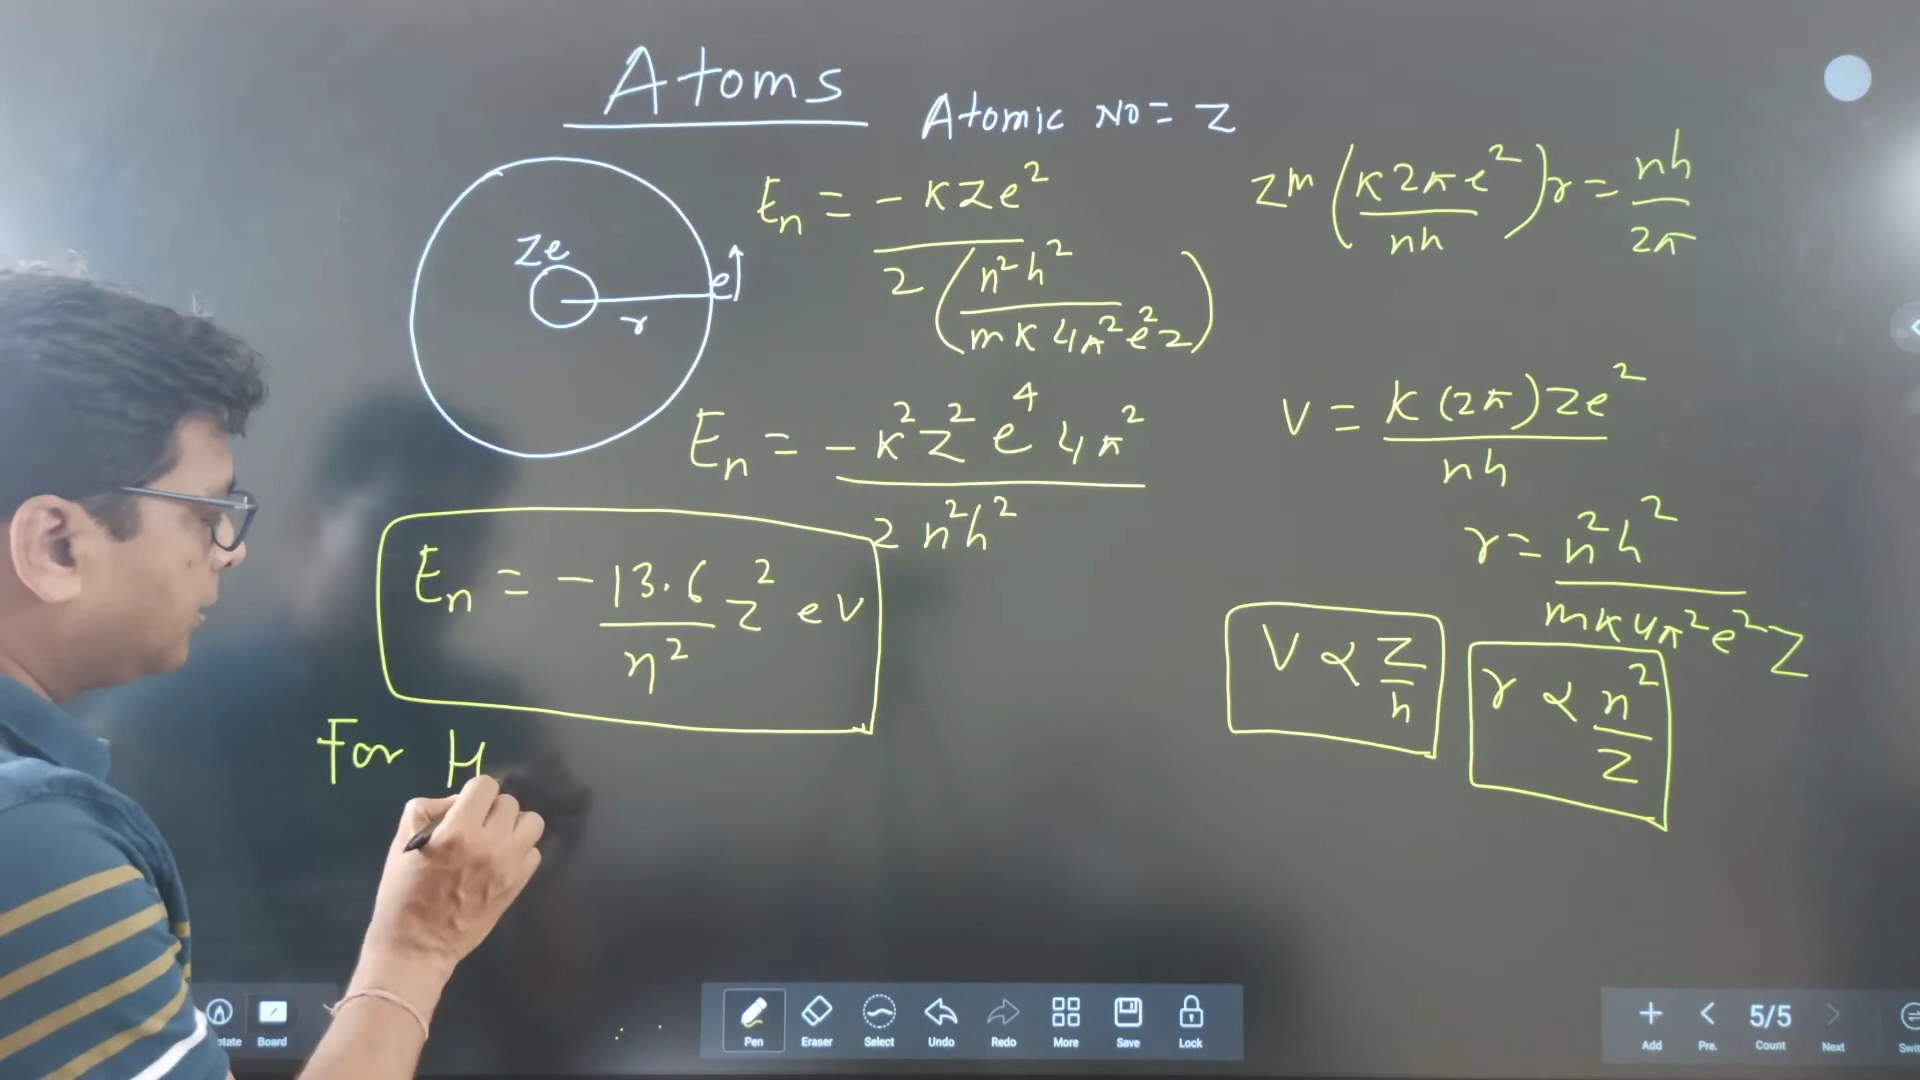 Atoms
Atomic No = Z
Ze
e
r
En = -KZe² / 2 (n²h² / mK4π²e²z)
En = -K²Z²e⁴4π² / 2n²h²
En = -13.6/n² Z² eV
For H
Zm (K2πe² / nh) r = nh / 2π
V = K(2π)Ze² / nh
r = n²h² / mK4π²e²Z
V ∝ Z/n
r ∝ n²/Z
Board
Pen Eraser Select Undo Redo More Save Lock
5/5
Add Pre. Count Next